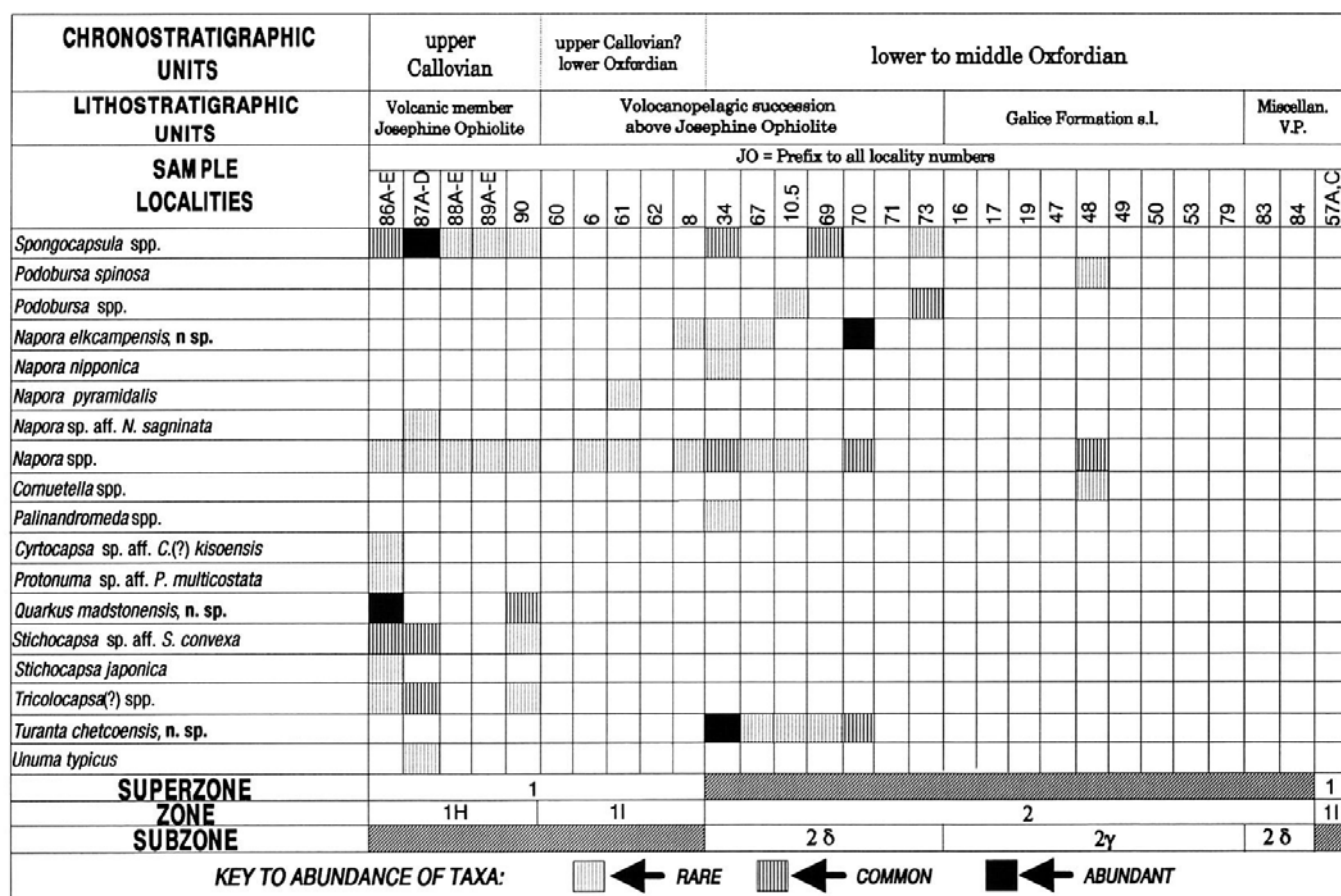 CHRONOSTRATIGRAPHIC
UNITS
upper
Callovian
upper Callovian?
lower Oxfordian
lower to middle Oxfordian
LITHOSTRATIGRAPHIC
UNITS
Volcanic member
Josephine Ophiolite
Volocanopelagic succession
above Josephine Ophiolite
Galice Formation s.l.
Miscellan.
V.P.
SAMPLE
LOCALITIES
JO = Prefix to all locality numbers
86A-E 87A-D 88A-E 89A-E 90 60 6 61 62 8 34 67 10.5 69 70 71 73 16 17 19 47 48 49 50 53 79 83 84 57A,C
Spongocapsula spp.
Podobursa spinosa
Podobursa spp.
Napora elkcampensis, n sp.
Napora nipponica
Napora pyramidalis
Napora sp. aff. N. sagninata
Napora spp.
Cornuetella spp.
Palinandromeda spp.
Cyrtocapsa sp. aff. C.(?) kisoensis
Protonuma sp. aff. P. multicostata
Quarkus madstonensis, n. sp.
Stichocapsa sp. aff. S. convexa
Stichocapsa japonica
Tricolocapsa(?) spp.
Turanta chetcoensis, n. sp.
Unuma typicus
SUPERZONE 1 1
ZONE 1H 1I 2 1I
SUBZONE 2 δ 2γ 2 δ
KEY TO ABUNDANCE OF TAXA: RARE COMMON ABUNDANT